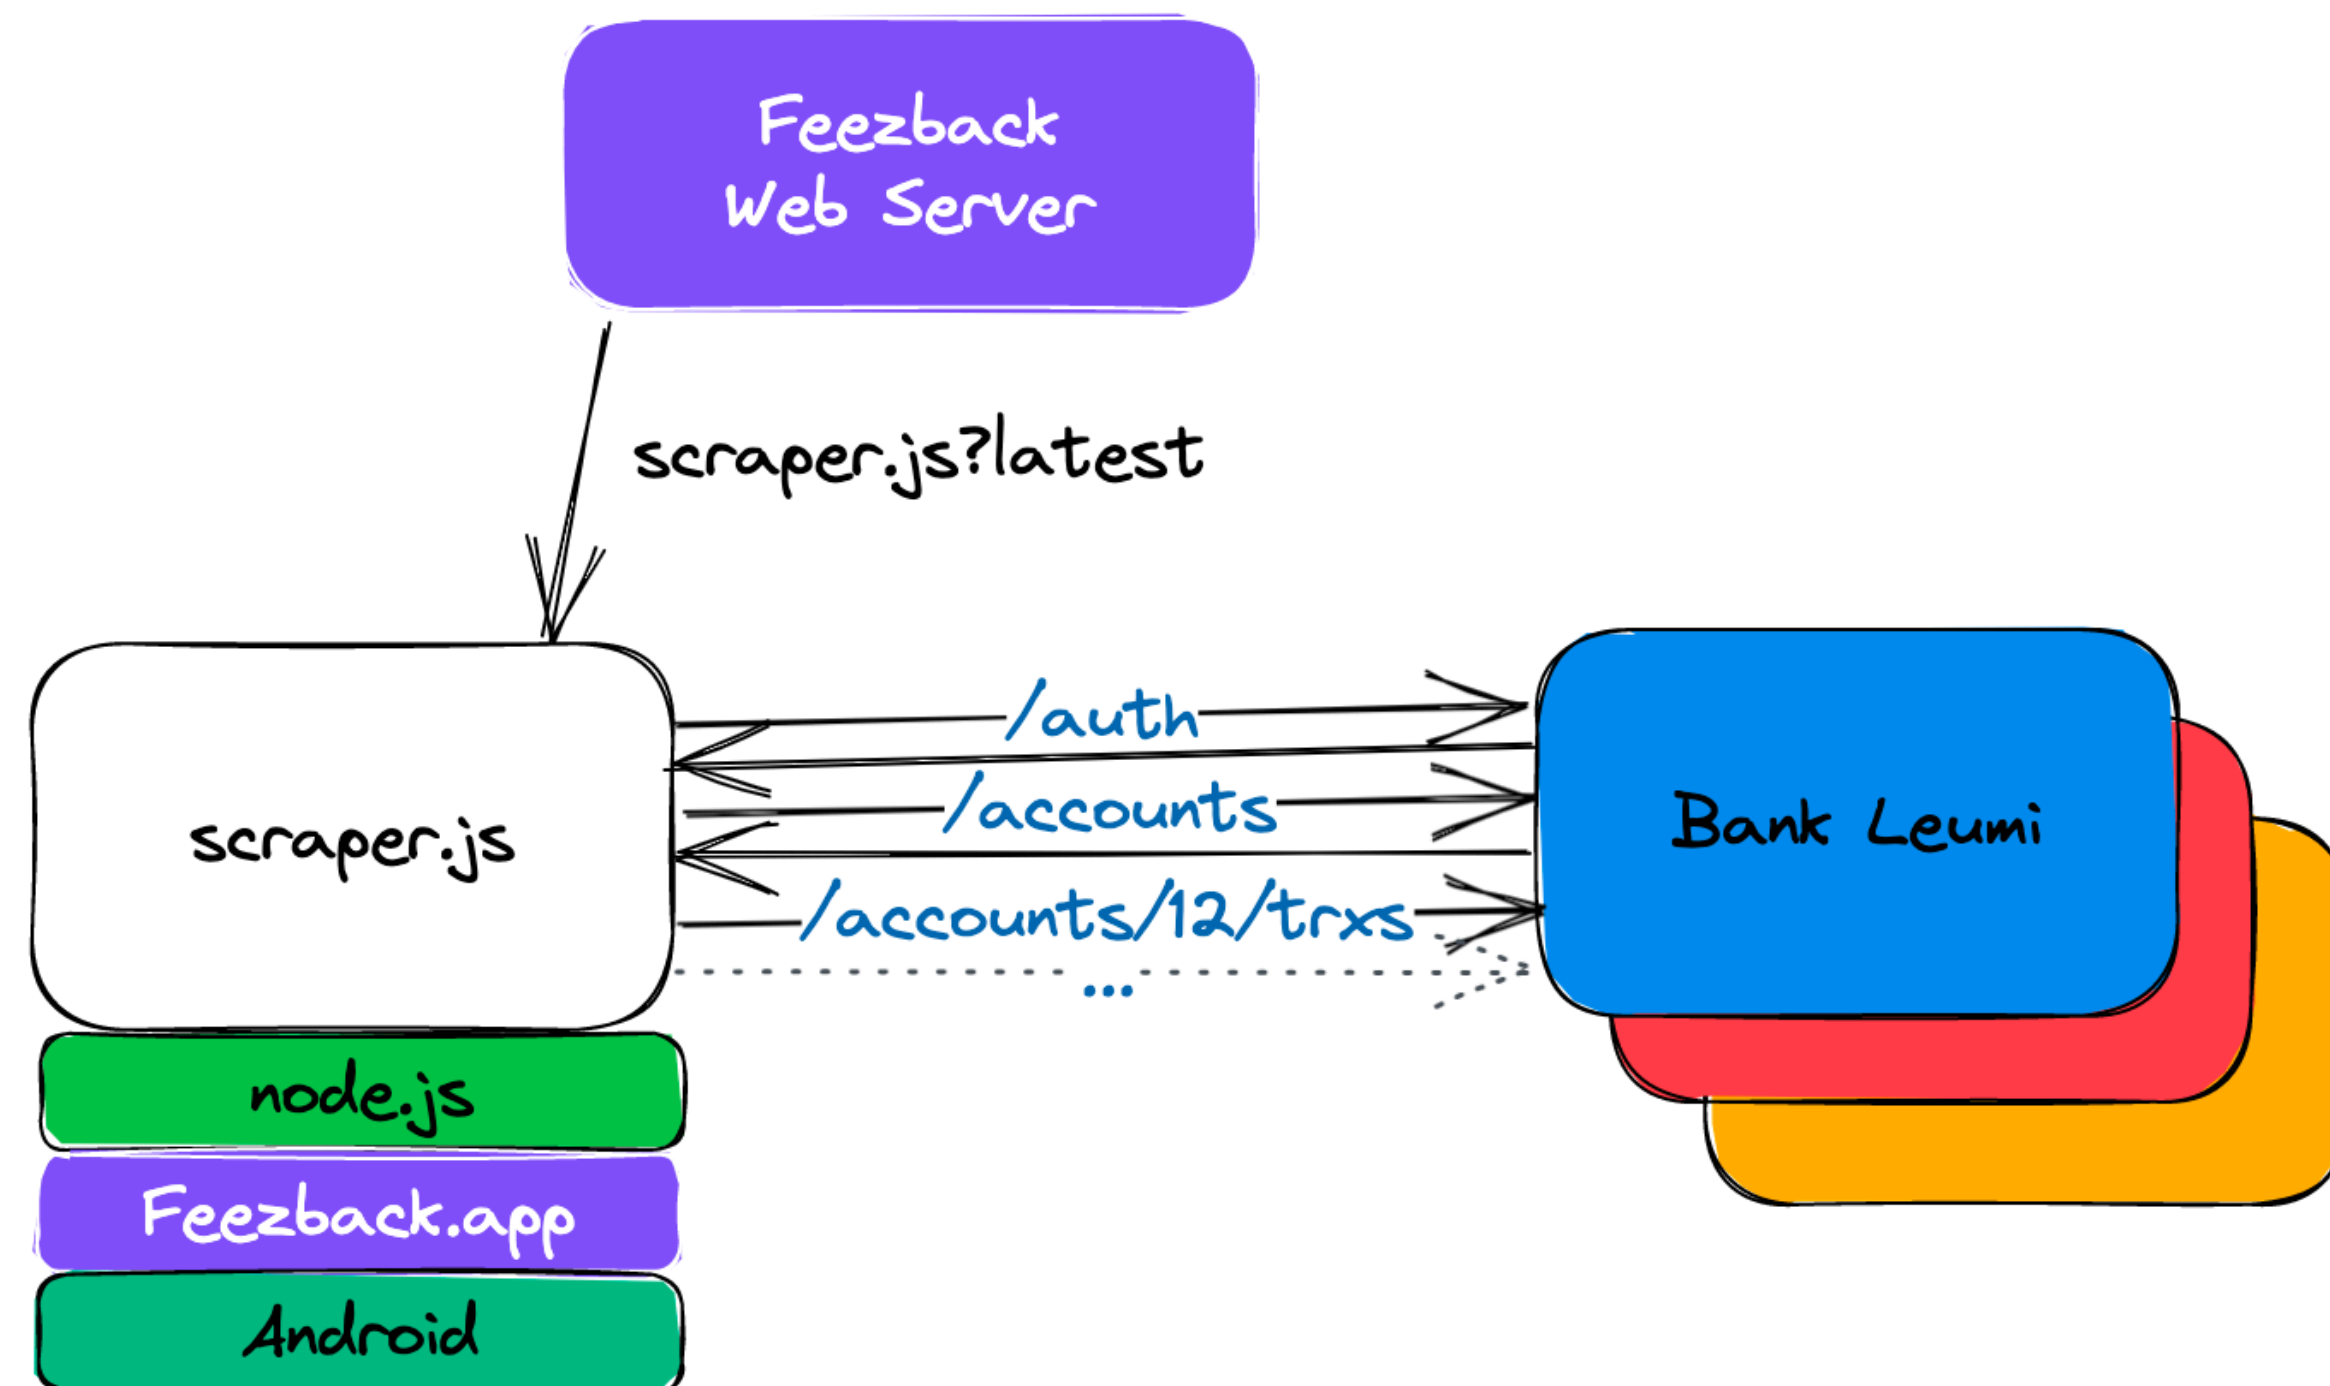 Feezback
Web Server
scraper.js?latest
/auth
/accounts
scraper.js
Bank Leumi
/accounts/12/trxs
...
node.js
Feezback.app
Android